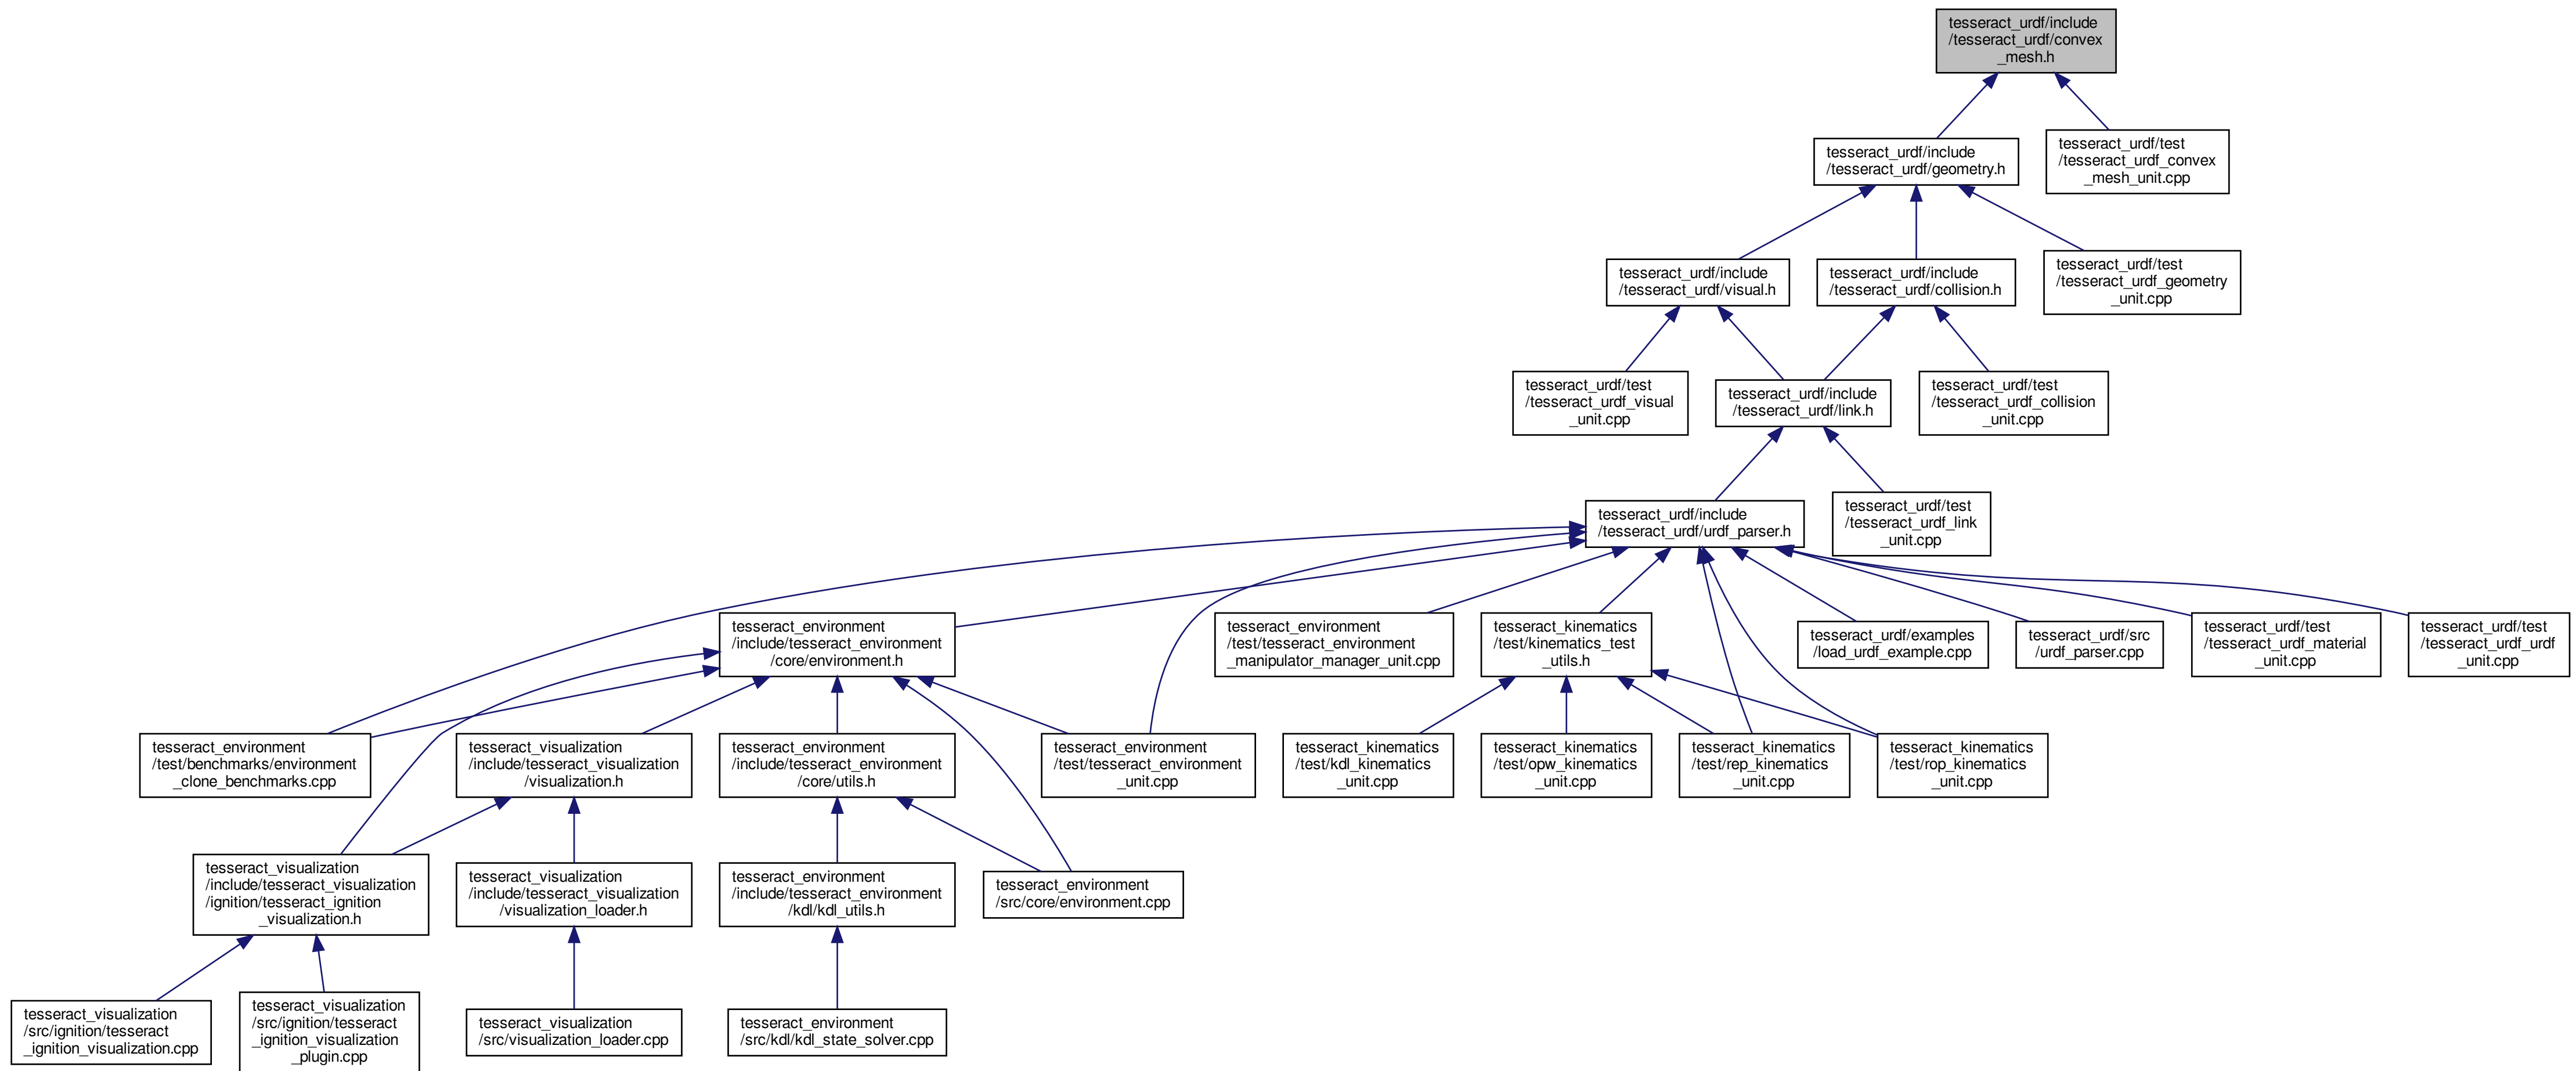 tesseract_urdf/include
/tesseract_urdf/convex
_mesh.h
tesseract_urdf/include
/tesseract_urdf/geometry.h
tesseract_urdf/test
/tesseract_urdf_convex
_mesh_unit.cpp
tesseract_urdf/include
/tesseract_urdf/visual.h
tesseract_urdf/include
/tesseract_urdf/collision.h
tesseract_urdf/test
/tesseract_urdf_geometry
_unit.cpp
tesseract_urdf/test
/tesseract_urdf_visual
_unit.cpp
tesseract_urdf/include
/tesseract_urdf/link.h
tesseract_urdf/test
/tesseract_urdf_collision
_unit.cpp
tesseract_urdf/include
/tesseract_urdf/urdf_parser.h
tesseract_urdf/test
/tesseract_urdf_link
_unit.cpp
tesseract_environment
/include/tesseract_environment
/core/environment.h
tesseract_environment
/test/tesseract_environment
_manipulator_manager_unit.cpp
tesseract_kinematics
/test/kinematics_test
_utils.h
tesseract_urdf/examples
/load_urdf_example.cpp
tesseract_urdf/src
/urdf_parser.cpp
tesseract_urdf/test
/tesseract_urdf_material
_unit.cpp
tesseract_urdf/test
/tesseract_urdf_urdf
_unit.cpp
tesseract_environment
/test/benchmarks/environment
_clone_benchmarks.cpp
tesseract_visualization
/include/tesseract_visualization
/visualization.h
tesseract_environment
/include/tesseract_environment
/core/utils.h
tesseract_environment
/test/tesseract_environment
_unit.cpp
tesseract_kinematics
/test/kdl_kinematics
_unit.cpp
tesseract_kinematics
/test/opw_kinematics
_unit.cpp
tesseract_kinematics
/test/rep_kinematics
_unit.cpp
tesseract_kinematics
/test/rop_kinematics
_unit.cpp
tesseract_visualization
/include/tesseract_visualization
/ignition/tesseract_ignition
_visualization.h
tesseract_visualization
/include/tesseract_visualization
/visualization_loader.h
tesseract_environment
/include/tesseract_environment
/kdl/kdl_utils.h
tesseract_environment
/src/core/environment.cpp
tesseract_visualization
/src/ignition/tesseract
_ignition_visualization.cpp
tesseract_visualization
/src/ignition/tesseract
_ignition_visualization
_plugin.cpp
tesseract_visualization
/src/visualization_loader.cpp
tesseract_environment
/src/kdl/kdl_state_solver.cpp